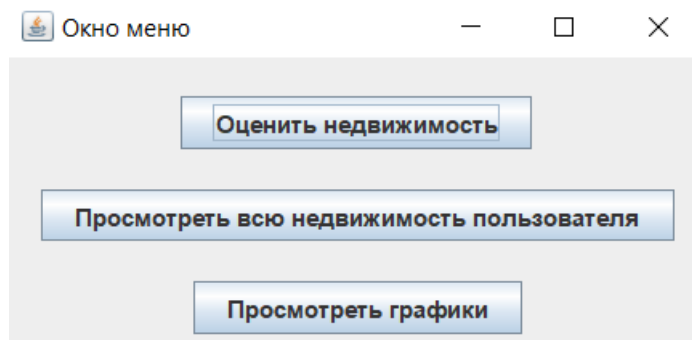 Окно меню
Оценить недвижимость
Просмотреть всю недвижимость пользователя
Просмотреть графики